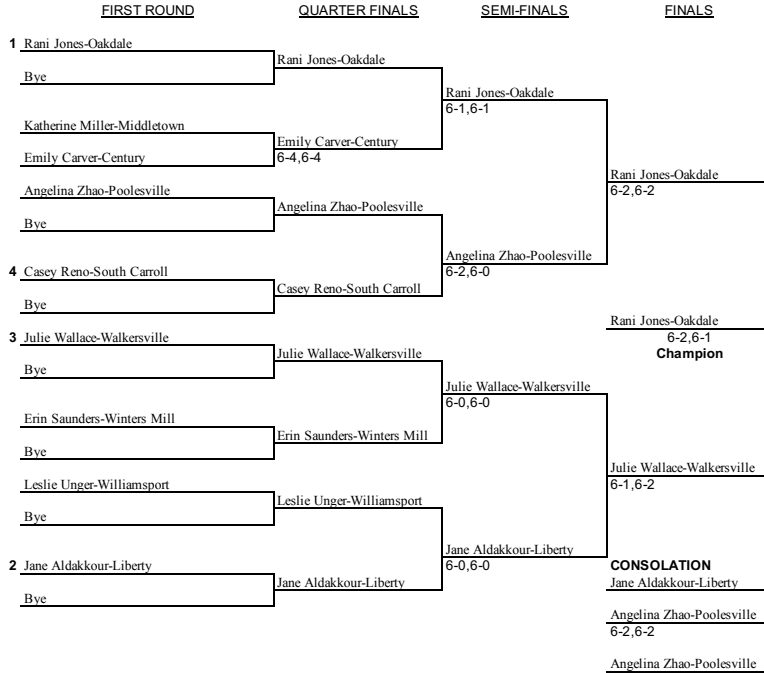 FIRST ROUND
QUARTER FINALS
SEMI-FINALS
FINALS
1 Rani Jones-Oakdale
Bye
Rani Jones-Oakdale
Katherine Miller-Middletown
Emily Carver-Century
Emily Carver-Century
6-4,6-4
Rani Jones-Oakdale
6-1,6-1
Angelina Zhao-Poolesville
Bye
Angelina Zhao-Poolesville
4 Casey Reno-South Carroll
Bye
Casey Reno-South Carroll
Angelina Zhao-Poolesville
6-2,6-0
Rani Jones-Oakdale
6-2,6-2
Rani Jones-Oakdale
6-2,6-1
Champion
3 Julie Wallace-Walkersville
Bye
Julie Wallace-Walkersville
Erin Saunders-Winters Mill
Bye
Erin Saunders-Winters Mill
Julie Wallace-Walkersville
6-0,6-0
Leslie Unger-Williamsport
Bye
Leslie Unger-Williamsport
2 Jane Aldakkour-Liberty
Bye
Jane Aldakkour-Liberty
Jane Aldakkour-Liberty
6-0,6-0
Julie Wallace-Walkersville
6-1,6-2
CONSOLATION
Jane Aldakkour-Liberty
Angelina Zhao-Poolesville
6-2,6-2
Angelina Zhao-Poolesville